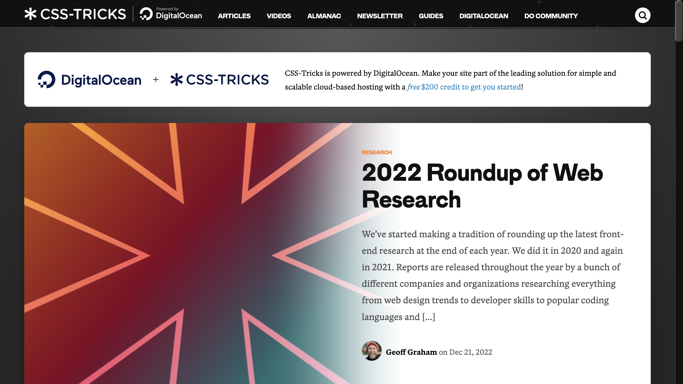 CSS-TRICKS
Powered by
DigitalOcean
ARTICLES
VIDEOS
ALMANAC
NEWSLETTER
GUIDES
DIGITALOCEAN
DO COMMUNITY
DigitalOcean + CSS-TRICKS
CSS-Tricks is powered by DigitalOcean. Make your site part of the leading solution for simple and
scalable cloud-based hosting with a free $200 credit to get you started!
RESEARCH
2022 Roundup of Web
Research
We've started making a tradition of rounding up the latest front-
end research at the end of each year. We did it in 2020 and again
in 2021. Reports are released throughout the year by a bunch of
different companies and organizations researching everything
from web design trends to developer skills to popular coding
languages and […]
Geoff Graham on Dec 21, 2022